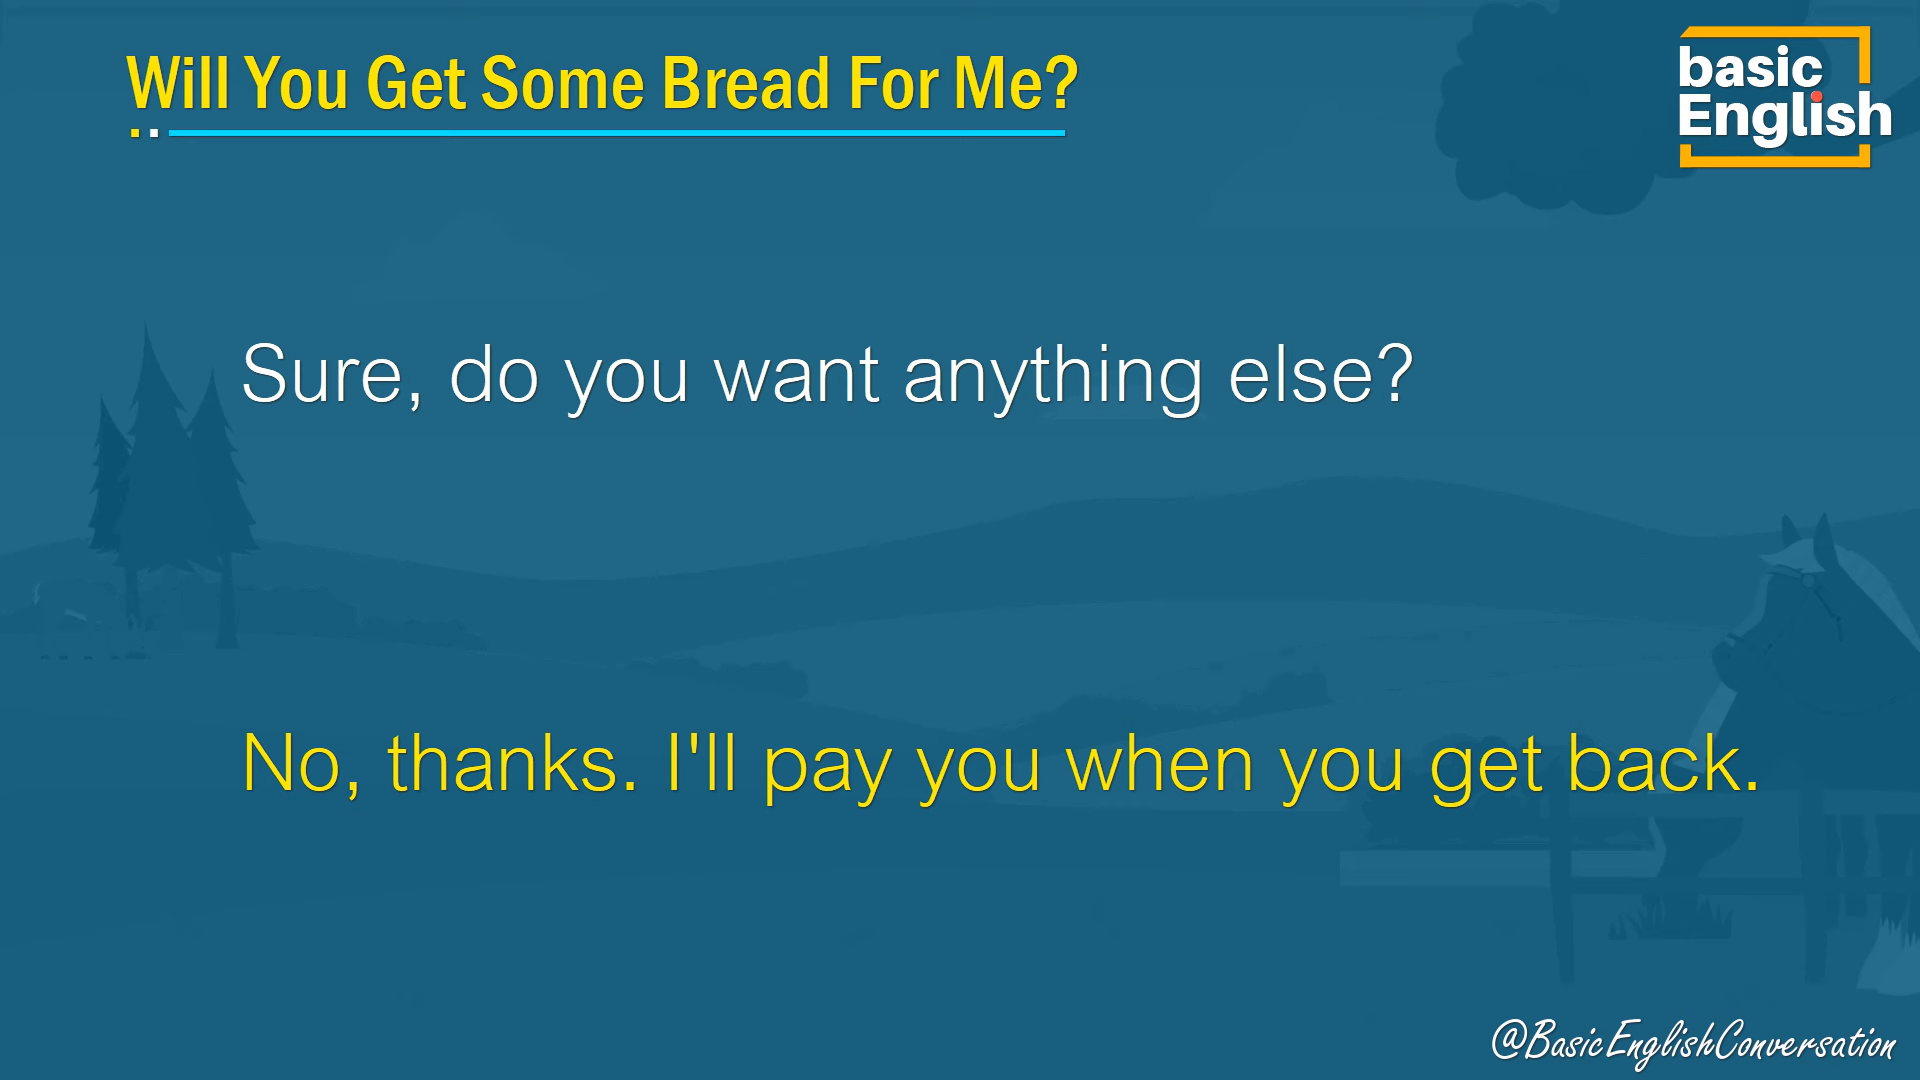 Will You Get Some Bread For Me?
basic
English
Sure, do you want anything else?
No, thanks. I'll pay you when you get back.
@BasicEnglishConversation